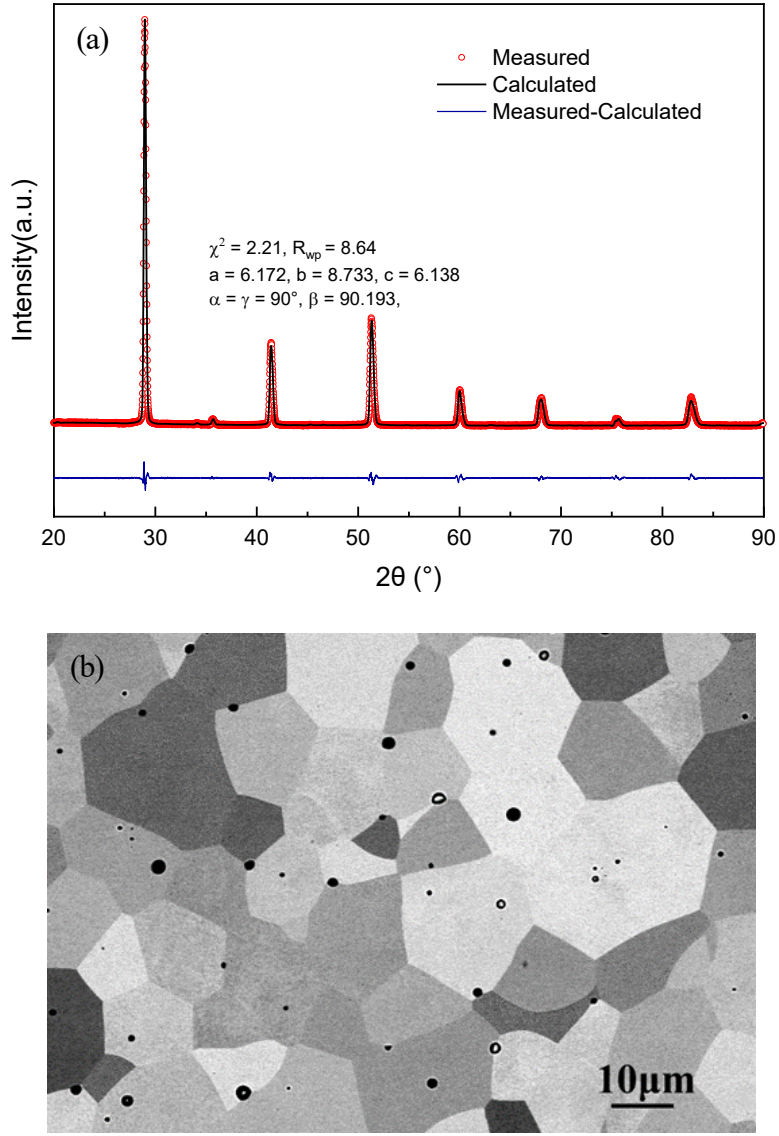 (a)
Measured
Calculated
Measured-Calculated
Intensity(a.u.)
χ² = 2.21, Rwp = 8.64
a = 6.172, b = 8.733, c = 6.138
α = γ = 90°, β = 90.193,
20 30 40 50 60 70 80 90
2θ (°)
(b)
10μm